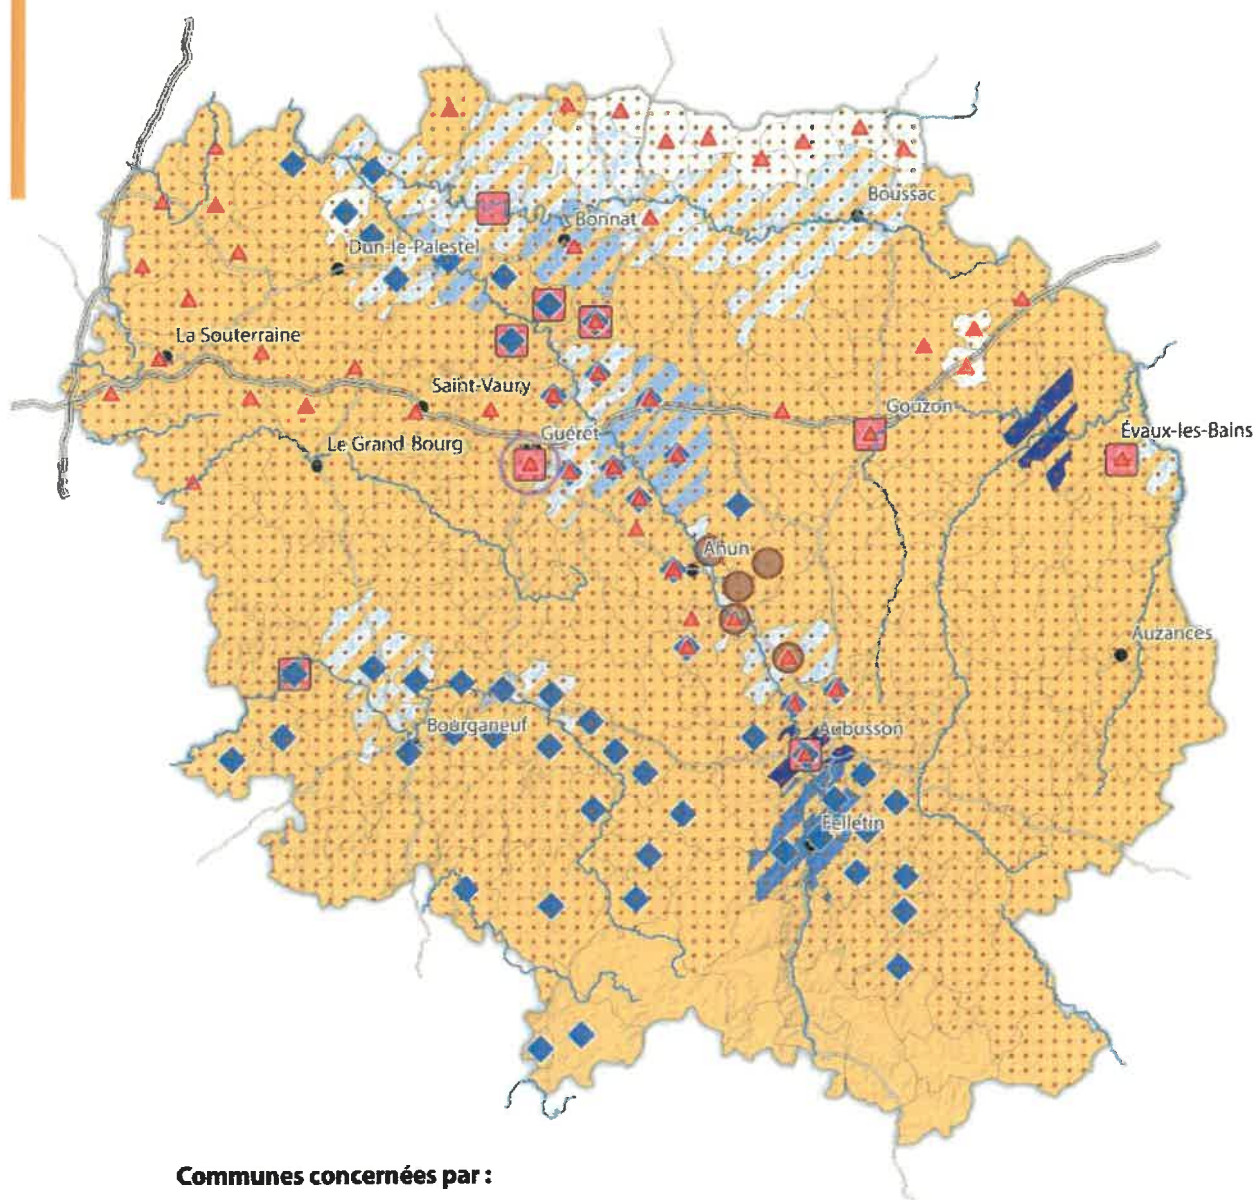 Boussac
Bonnat
Dun-le-Palestel
La Souterraine
Saint-Vaury
Gouzon
Évaux-les-Bains
Guéret
Le Grand Bourg
Ahun
Auzances
Bourganeuf
Aubusson
Felletin
Communes concernées par :